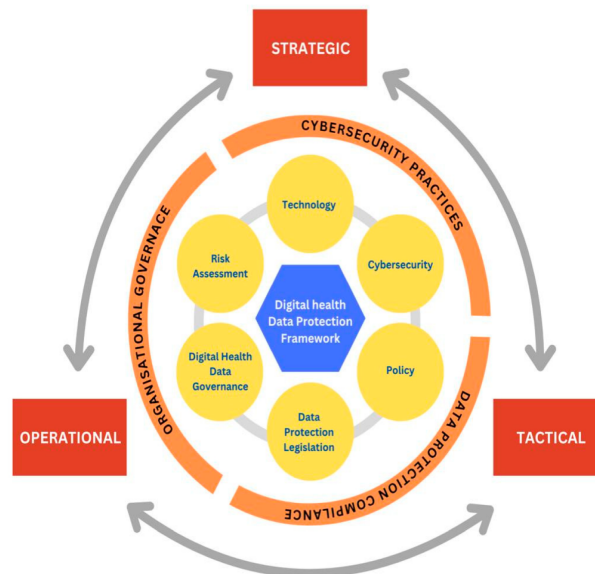 STRATEGIC
CYBERSECURITY PRACTICES
ORGANISATIONAL GOVERNACE
Technology
Risk
Assessment
Cybersecurity
Digital health
Data Protection
Framework
Digital Health
Data
Governance
Policy
Data
Protection
Legislation
OPERATIONAL
TACTICAL
DATA PROTECTION COMPILANCE